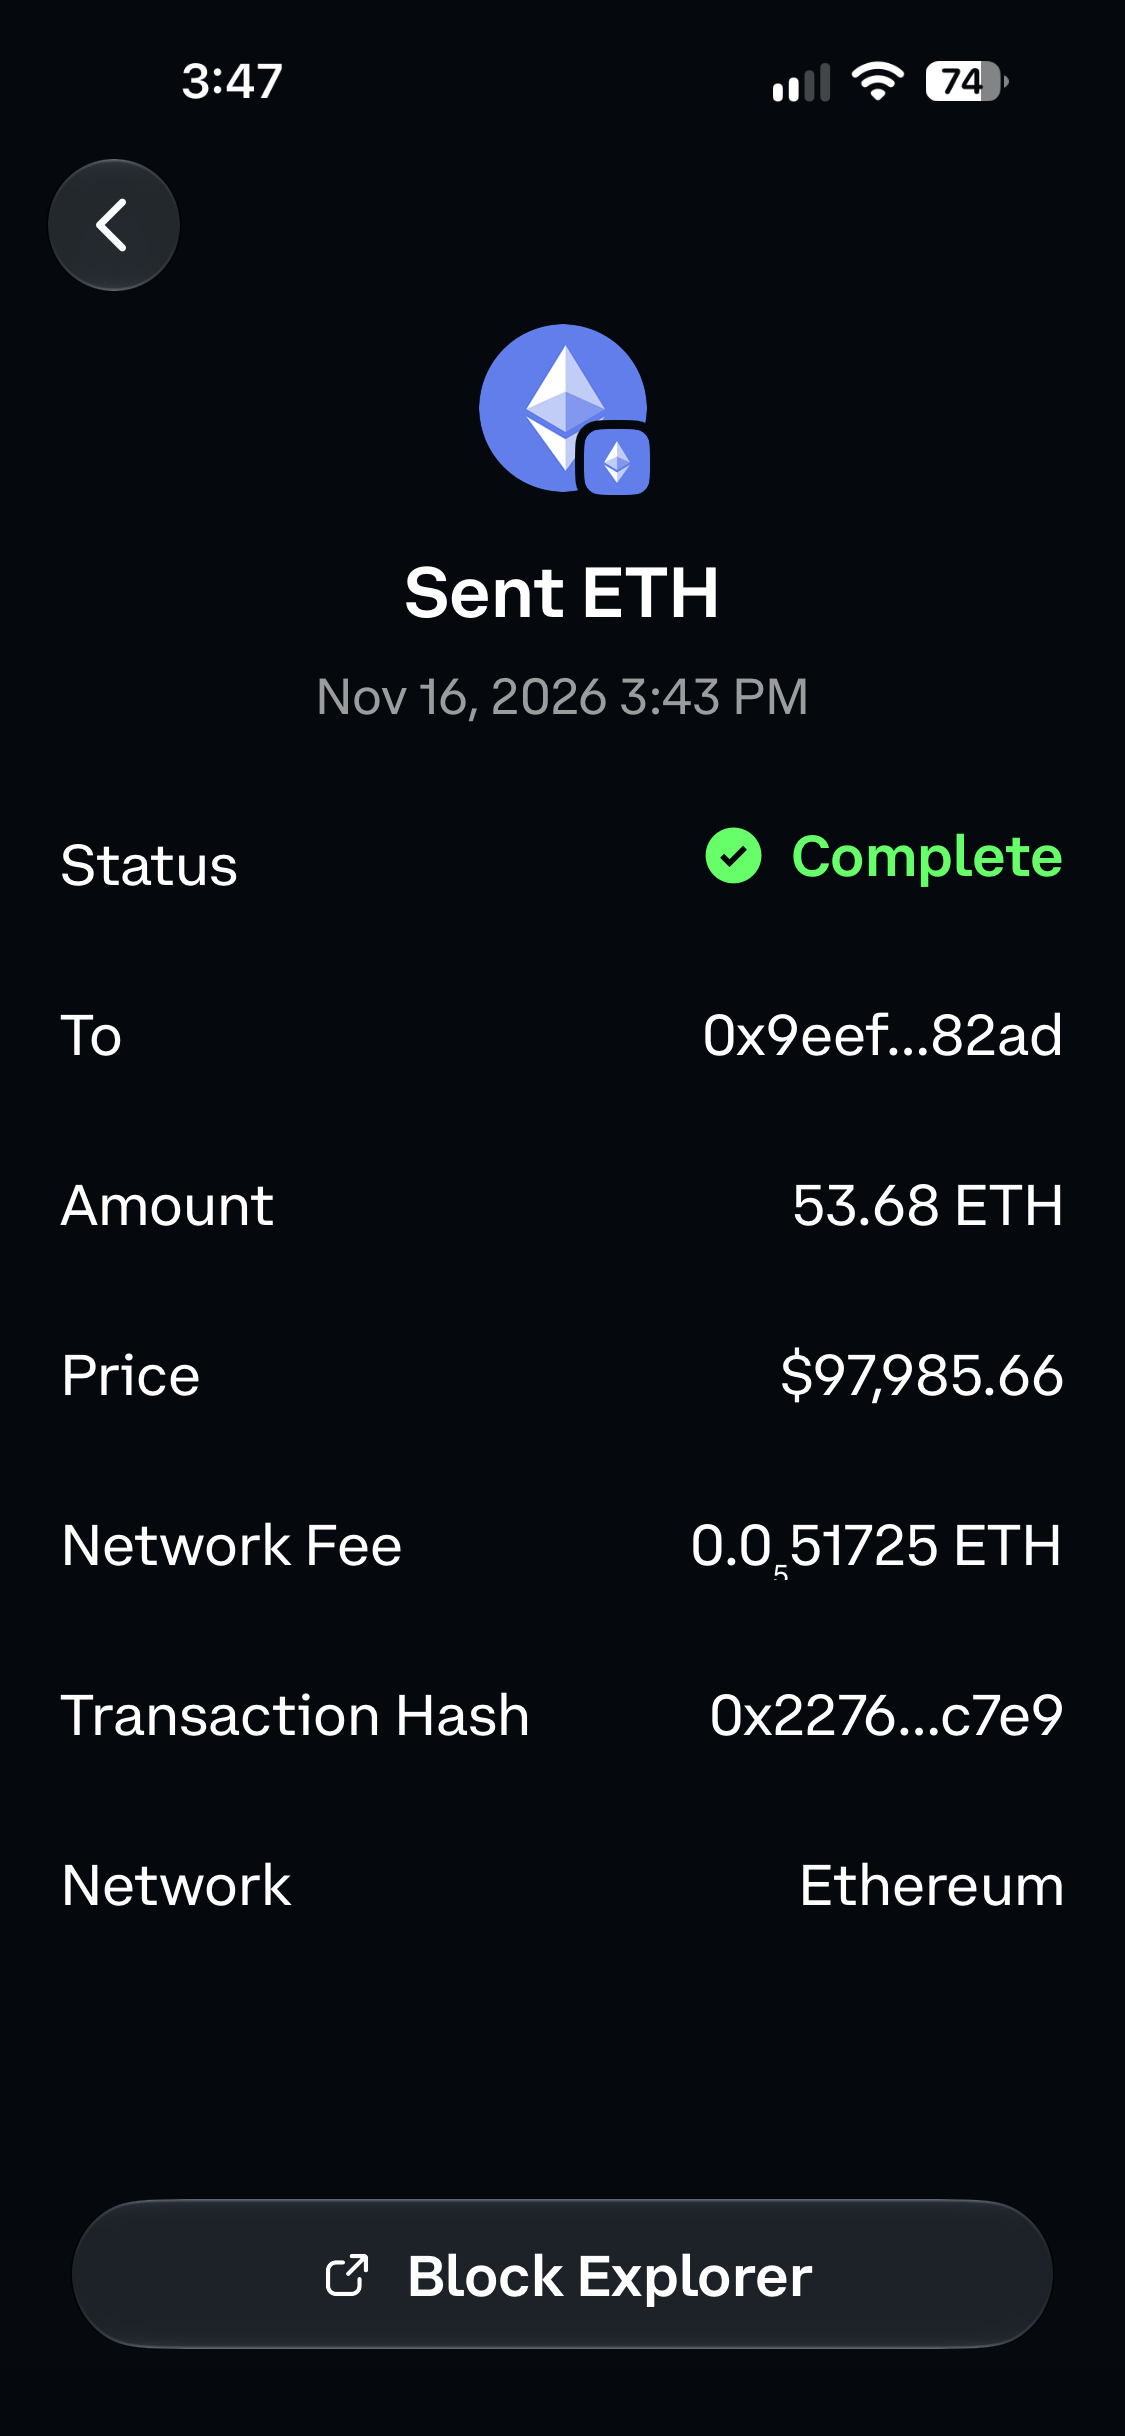 3:47
74
Sent ETH
Nov 16, 2026 3:43 PM
Status Complete
To 0x9eef...82ad
Amount 53.68 ETH
Price $97,985.66
Network Fee 0.0₅51725 ETH
Transaction Hash 0x2276...c7e9
Network Ethereum
Block Explorer